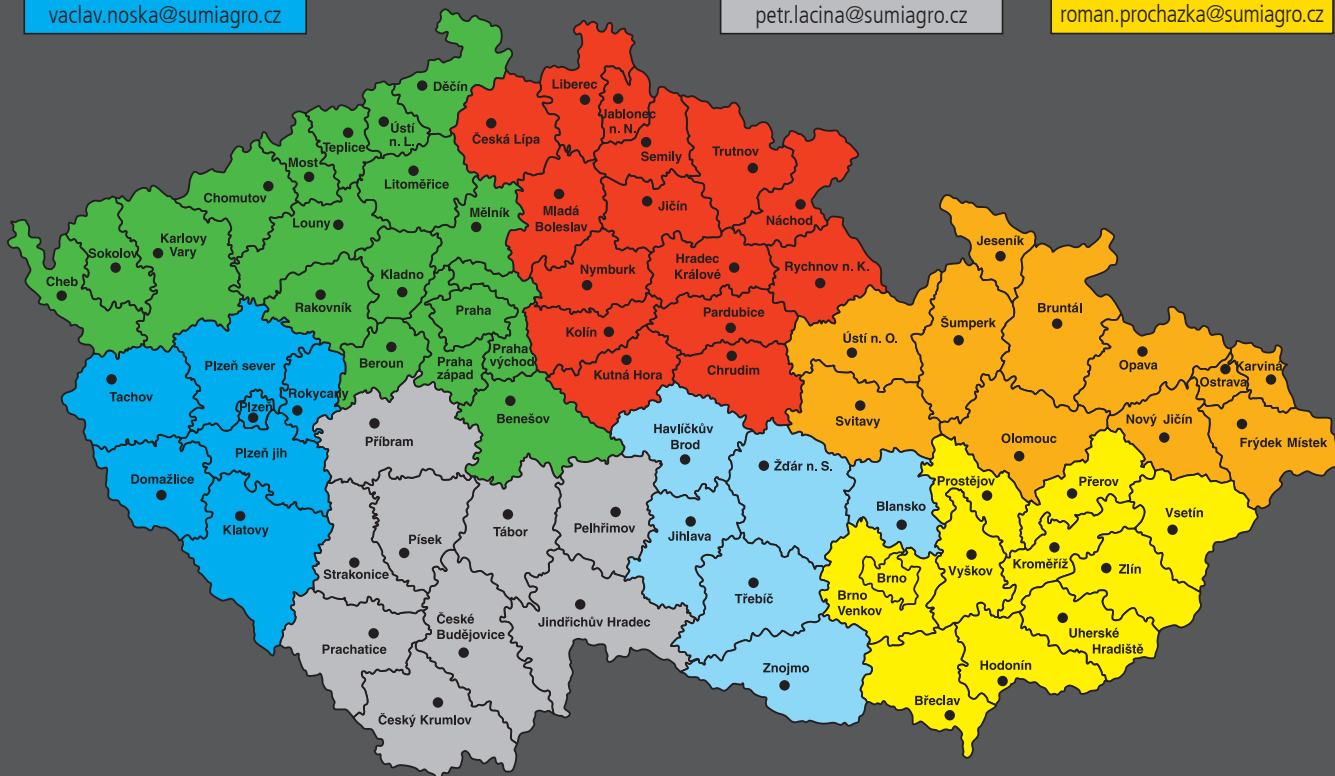 vaclav.noska@sumiagro.cz
petr.lacina@sumiagro.cz
roman.prochazka@sumiagro.cz
Děčín
Liberec
Jablonec
n. N.
Ústí
n. L.
Teplice
Česká Lípa
Semily
Trutnov
Most
Litoměřice
Chomutov
Mělník
Mladá
Boleslav
Jičín
Náchod
Louny
Karlovy
Vary
Sokolov
Cheb
Kladno
Nymburk
Hradec
Králové
Rychnov n. K.
Jeseník
Rakovník
Praha
Pardubice
Šumperk
Bruntál
Kolín
Ústí n. O.
Beroun
Praha
západ
Praha
východ
Kutná Hora
Chrudim
Opava
Karviná
Ostrava
Plzeň sever
Tachov
Rokycany
Plzeň
Benešov
Svitavy
Nový Jičín
Frýdek Místek
Příbram
Havlíčkův
Brod
Olomouc
Plzeň jih
Žďár n. S.
Domažlice
Prostějov
Přerov
Klatovy
Blansko
Vsetín
Písek
Tábor
Pelhřimov
Jihlava
Strakonice
Vyškov
Kroměříž
Zlín
Brno
Brno
Venkov
Třebíč
České
Budějovice
Jindřichův Hradec
Uherské
Hradiště
Prachatice
Znojmo
Hodonín
Břeclav
Český Krumlov